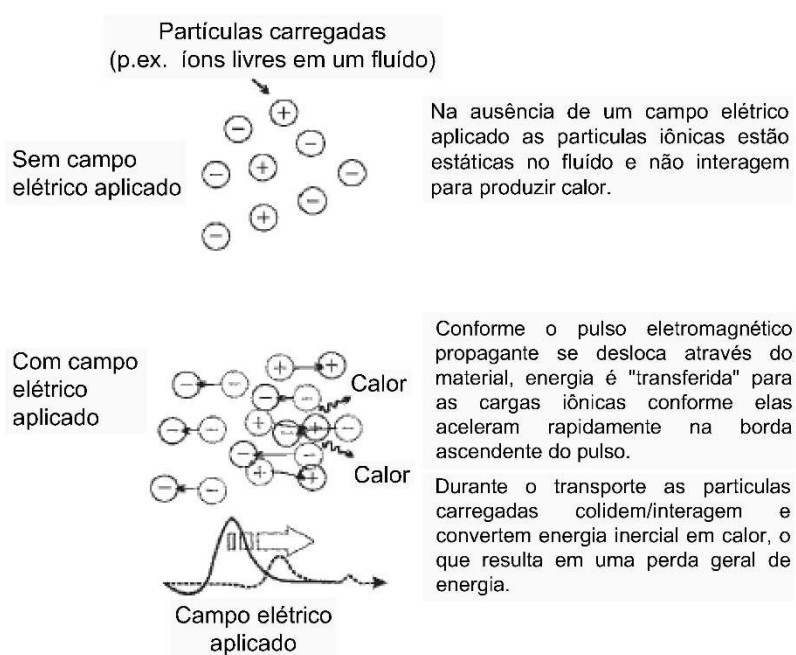 Partículas carregadas
(p.ex. íons livres em um fluído)
Sem campo
elétrico aplicado
Na ausência de um campo elétrico
aplicado as particulas iônicas estão
estáticas no fluído e não interagem
para produzir calor.
Com campo
elétrico
aplicado
Calor
Calor
Campo elétrico
aplicado
Conforme o pulso eletromagnético
propagante se desloca através do
material, energia é "transferida" para
as cargas iônicas conforme elas
aceleram rapidamente na borda
ascendente do pulso.
Durante o transporte as particulas
carregadas colidem/interagem e
convertem energia inercial em calor, o
que resulta em uma perda geral de
energia.